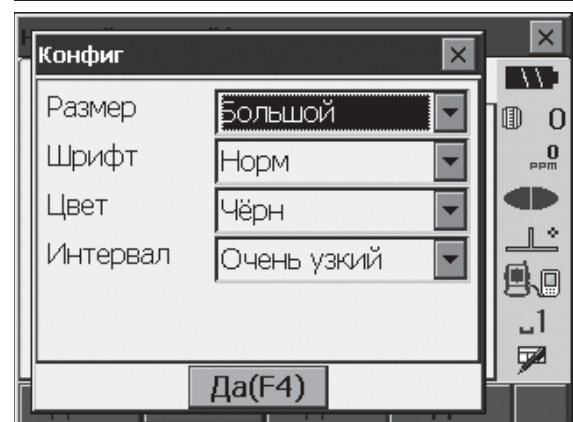 Конфиг
Размер Большой
Шрифт Норм
Цвет Чёрн
Интервал Очень узкий
Да(F4)
0
0
PPM
1